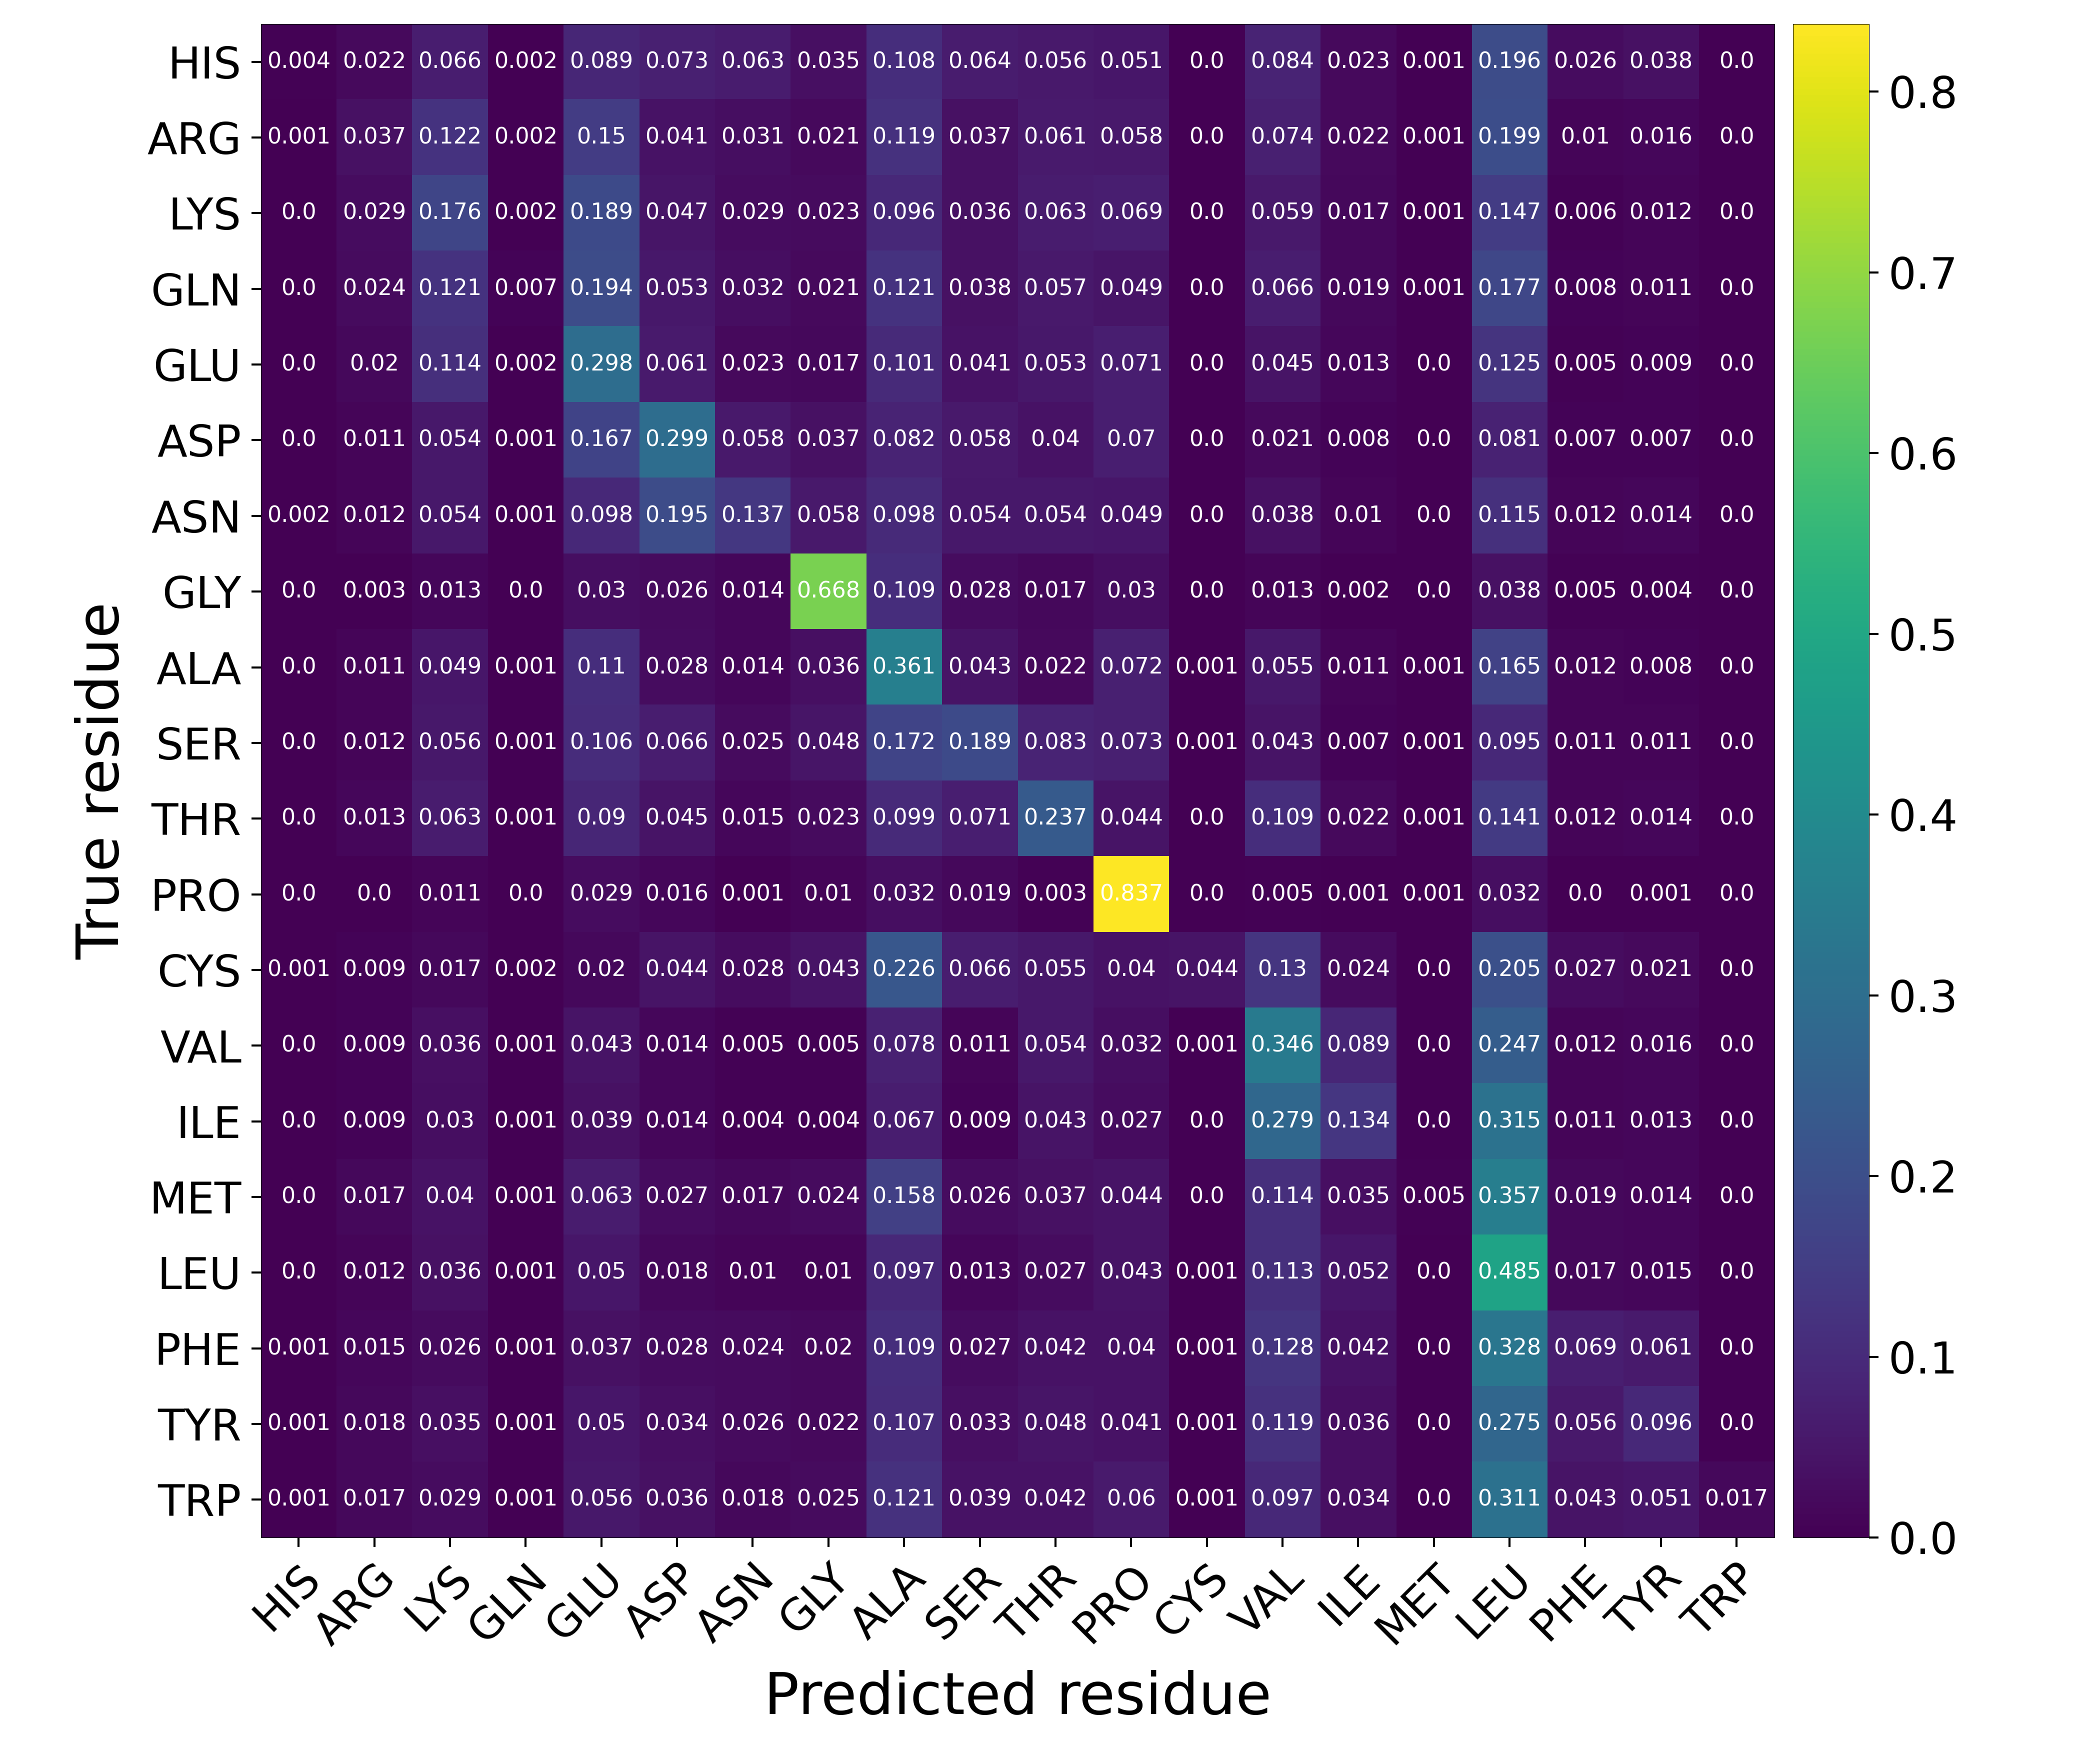 HIS 0.004 0.022 0.066 0.002 0.089 0.073 0.063 0.035 0.108 0.064 0.056 0.051 0.0 0.084 0.023 0.001 0.196 0.026 0.038 0.0
ARG 0.001 0.037 0.122 0.002 0.15 0.041 0.031 0.021 0.119 0.037 0.061 0.058 0.0 0.074 0.022 0.001 0.199 0.01 0.016 0.0
LYS 0.0 0.029 0.176 0.002 0.189 0.047 0.029 0.023 0.096 0.036 0.063 0.069 0.0 0.059 0.017 0.001 0.147 0.006 0.012 0.0
GLN 0.0 0.024 0.121 0.007 0.194 0.053 0.032 0.021 0.121 0.038 0.057 0.049 0.0 0.066 0.019 0.001 0.177 0.008 0.011 0.0
GLU 0.0 0.02 0.114 0.002 0.298 0.061 0.023 0.017 0.101 0.041 0.053 0.071 0.0 0.045 0.013 0.0 0.125 0.005 0.009 0.0
ASP 0.0 0.011 0.054 0.001 0.167 0.299 0.058 0.037 0.082 0.058 0.04 0.07 0.0 0.021 0.008 0.0 0.081 0.007 0.007 0.0
ASN 0.002 0.012 0.054 0.001 0.098 0.195 0.137 0.058 0.098 0.054 0.054 0.049 0.0 0.038 0.01 0.0 0.115 0.012 0.014 0.0
GLY 0.0 0.003 0.013 0.0 0.03 0.026 0.014 0.668 0.109 0.028 0.017 0.03 0.0 0.013 0.002 0.0 0.038 0.005 0.004 0.0
ALA 0.0 0.011 0.049 0.001 0.11 0.028 0.014 0.036 0.361 0.043 0.022 0.072 0.001 0.055 0.011 0.001 0.165 0.012 0.008 0.0
SER 0.0 0.012 0.056 0.001 0.106 0.066 0.025 0.048 0.172 0.189 0.083 0.073 0.001 0.043 0.007 0.001 0.095 0.011 0.011 0.0
THR 0.0 0.013 0.063 0.001 0.09 0.045 0.015 0.023 0.099 0.071 0.237 0.044 0.0 0.109 0.022 0.001 0.141 0.012 0.014 0.0
PRO 0.0 0.0 0.011 0.0 0.029 0.016 0.001 0.01 0.032 0.019 0.003 0.837 0.0 0.005 0.001 0.001 0.032 0.0 0.001 0.0
CYS 0.001 0.009 0.017 0.002 0.02 0.044 0.028 0.043 0.226 0.066 0.055 0.04 0.044 0.13 0.024 0.0 0.205 0.027 0.021 0.0
VAL 0.0 0.009 0.036 0.001 0.043 0.014 0.005 0.005 0.078 0.011 0.054 0.032 0.001 0.346 0.089 0.0 0.247 0.012 0.016 0.0
ILE 0.0 0.009 0.03 0.001 0.039 0.014 0.004 0.004 0.067 0.009 0.043 0.027 0.0 0.279 0.134 0.0 0.315 0.011 0.013 0.0
MET 0.0 0.017 0.04 0.001 0.063 0.027 0.017 0.024 0.158 0.026 0.037 0.044 0.0 0.114 0.035 0.005 0.357 0.019 0.014 0.0
LEU 0.0 0.012 0.036 0.001 0.05 0.018 0.01 0.01 0.097 0.013 0.027 0.043 0.001 0.113 0.052 0.0 0.485 0.017 0.015 0.0
PHE 0.001 0.015 0.026 0.001 0.037 0.028 0.024 0.02 0.109 0.027 0.042 0.04 0.001 0.128 0.042 0.0 0.328 0.069 0.061 0.0
TYR 0.001 0.018 0.035 0.001 0.05 0.034 0.026 0.022 0.107 0.033 0.048 0.041 0.001 0.119 0.036 0.0 0.275 0.056 0.096 0.0
TRP 0.001 0.017 0.029 0.001 0.056 0.036 0.018 0.025 0.121 0.039 0.042 0.06 0.001 0.097 0.034 0.0 0.311 0.043 0.051 0.017
HIS ARG LYS GLN GLU ASP ASN GLY ALA SER THR PRO CYS VAL ILE MET LEU PHE TYR TRP
Predicted residue
True residue
0.8
0.7
0.6
0.5
0.4
0.3
0.2
0.1
0.0